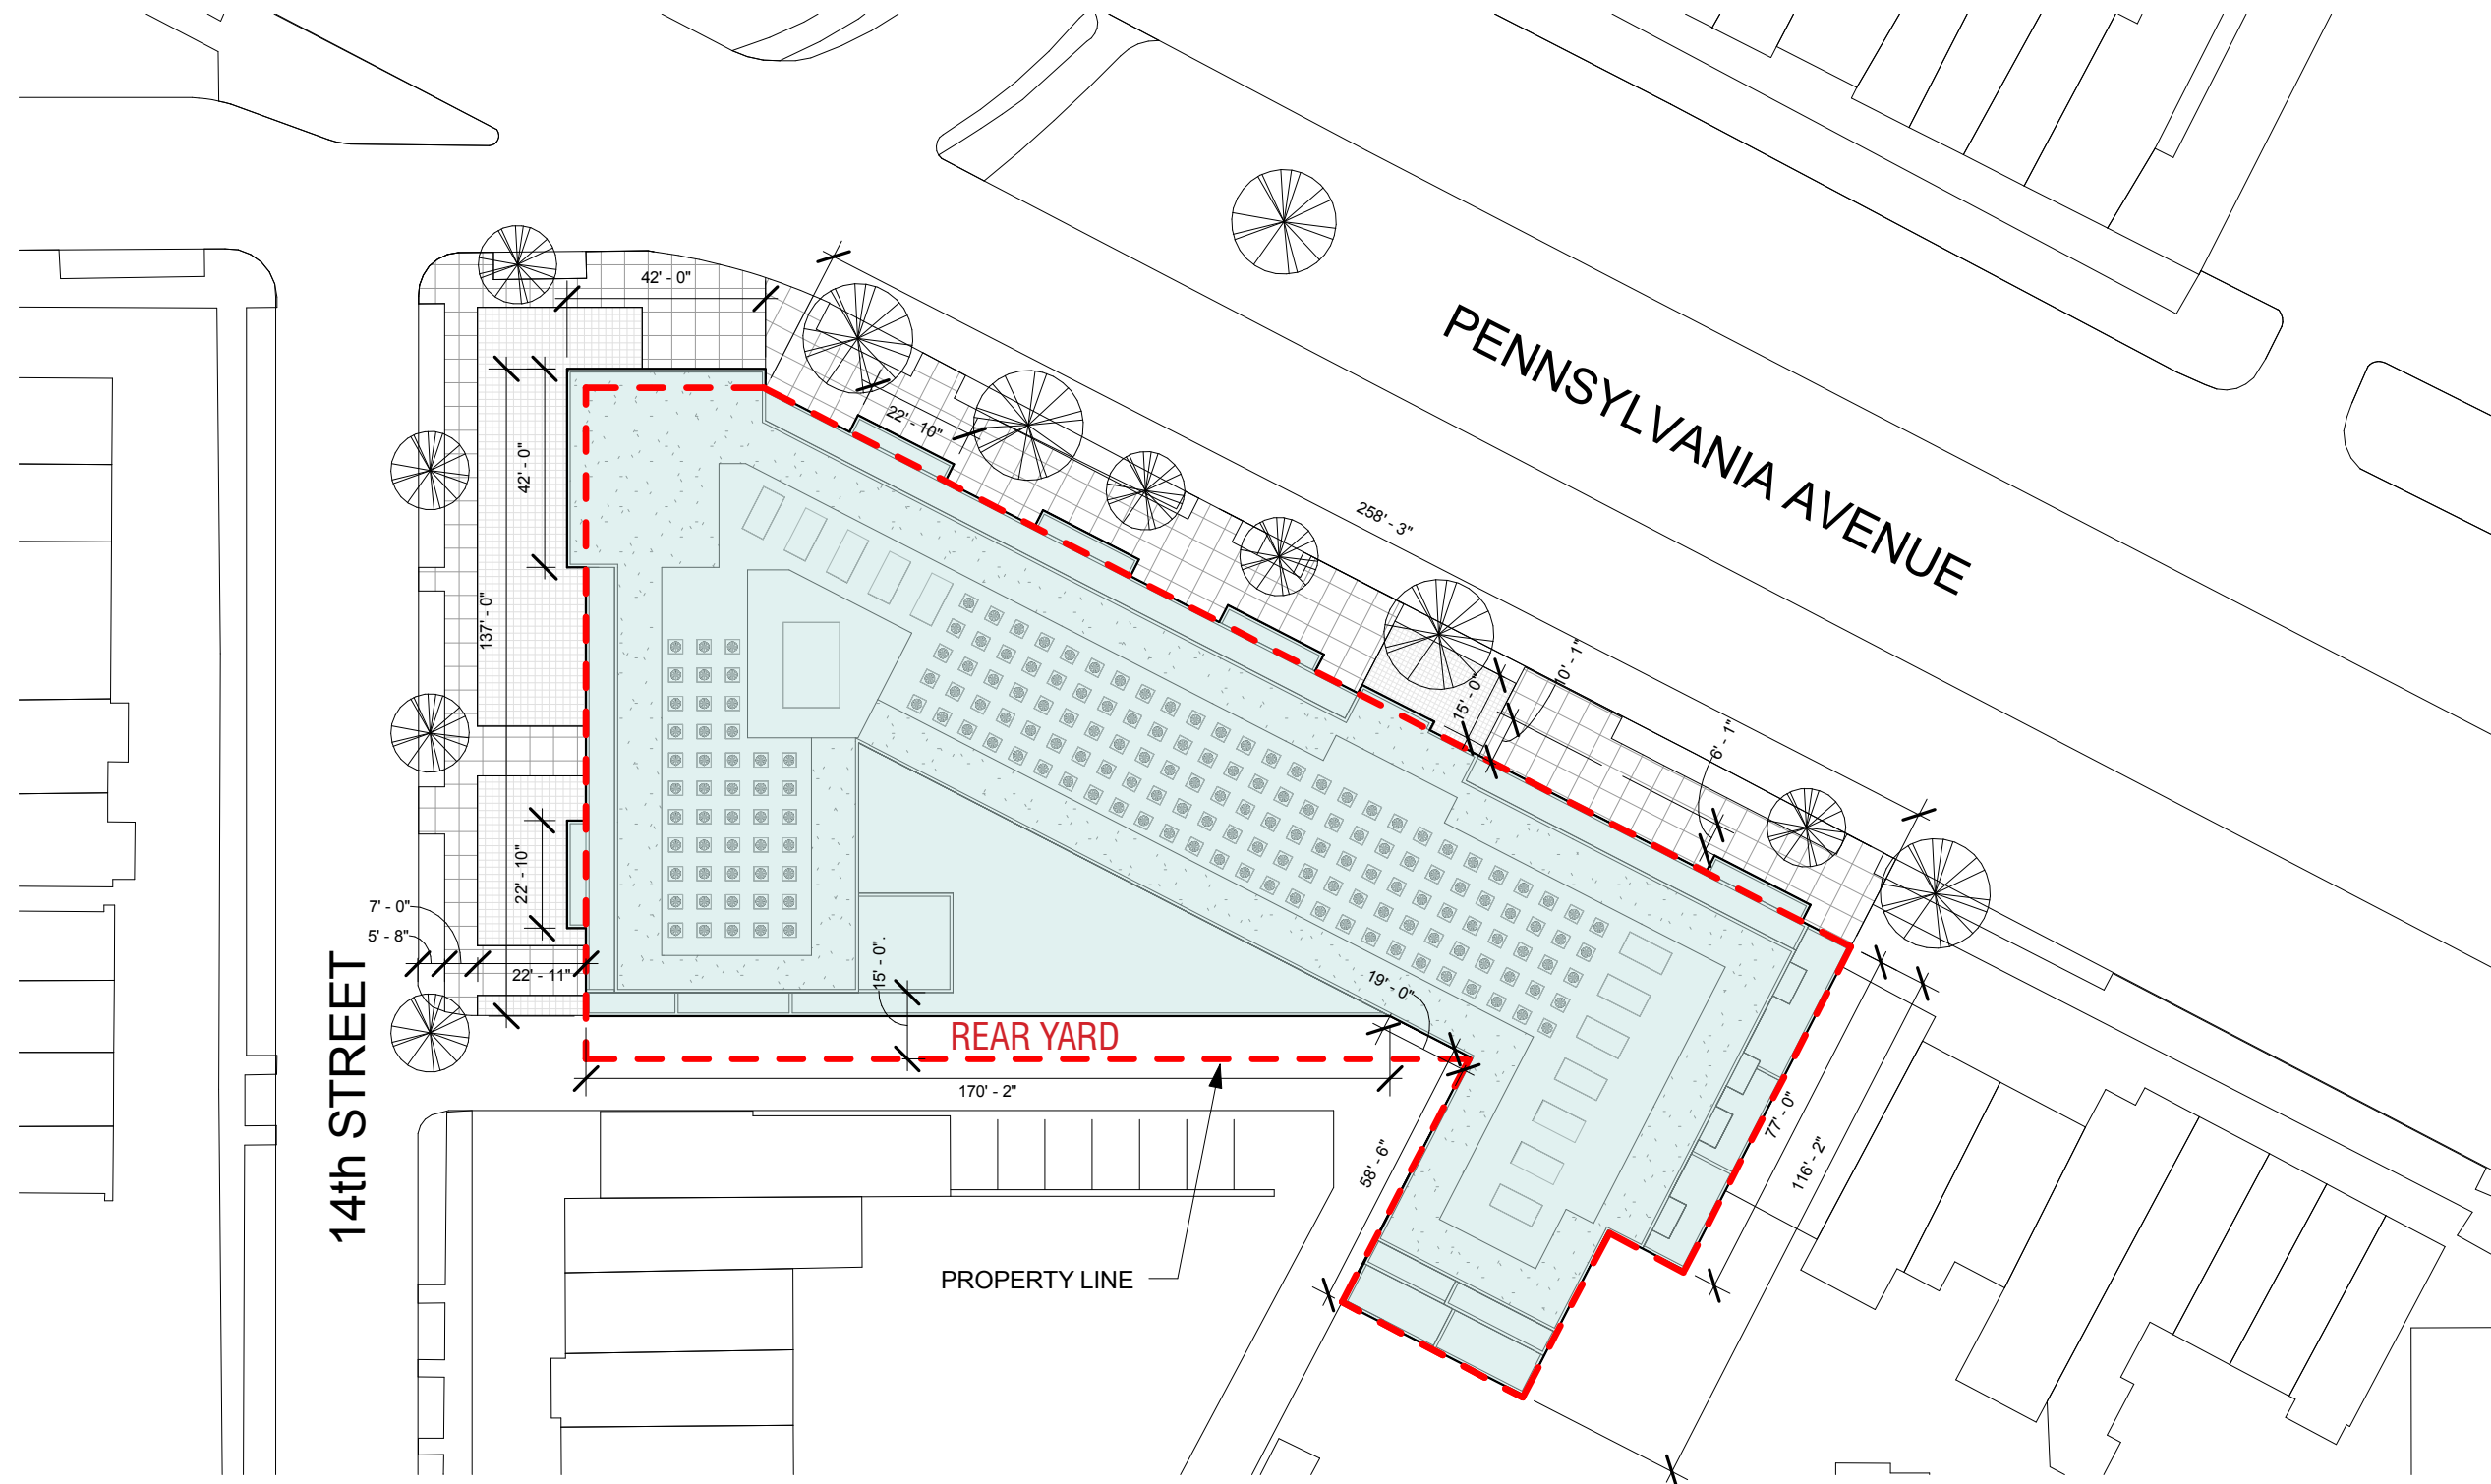 42' - 0"
PENNSYLVANIA AVENUE
22' - 10"
42' - 0"
258' - 3"
137' - 0"
10' - 1"
15' - 0"
6' - 1"
22' - 10"
7' - 0"
5' - 8"
22' - 11"
15' - 0"
19' - 0"
14th STREET
REAR YARD
170' - 2"
77' - 0"
116' - 2"
58' - 6"
PROPERTY LINE